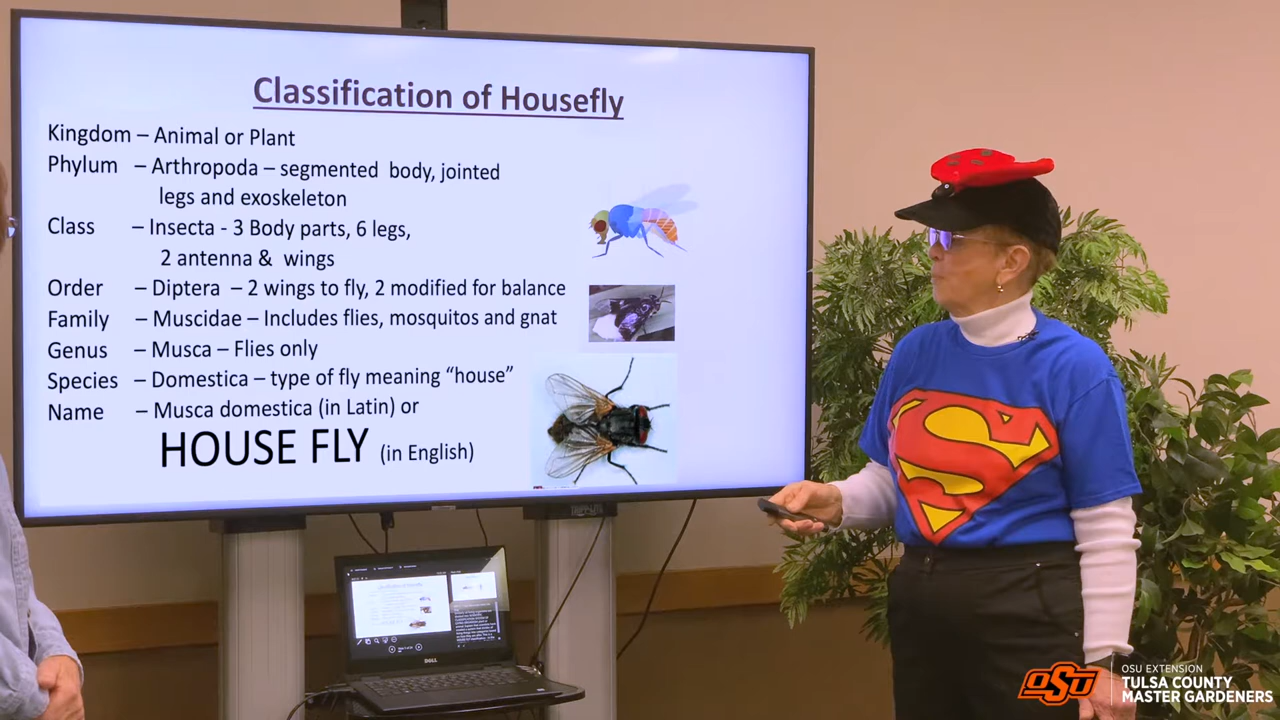 Classification of Housefly
Kingdom – Animal or Plant
Phylum – Arthropoda – segmented body, jointed
legs and exoskeleton
Class – Insecta - 3 Body parts, 6 legs,
2 antenna & wings
Order – Diptera – 2 wings to fly, 2 modified for balance
Family – Muscidae – Includes flies, mosquitos and gnat
Genus – Musca – Flies only
Species – Domestica – type of fly meaning “house”
Name – Musca domestica (in Latin) or
HOUSE FLY (in English)
S
DELL
OSU
OSU EXTENSION
TULSA COUNTY
MASTER GARDENERS